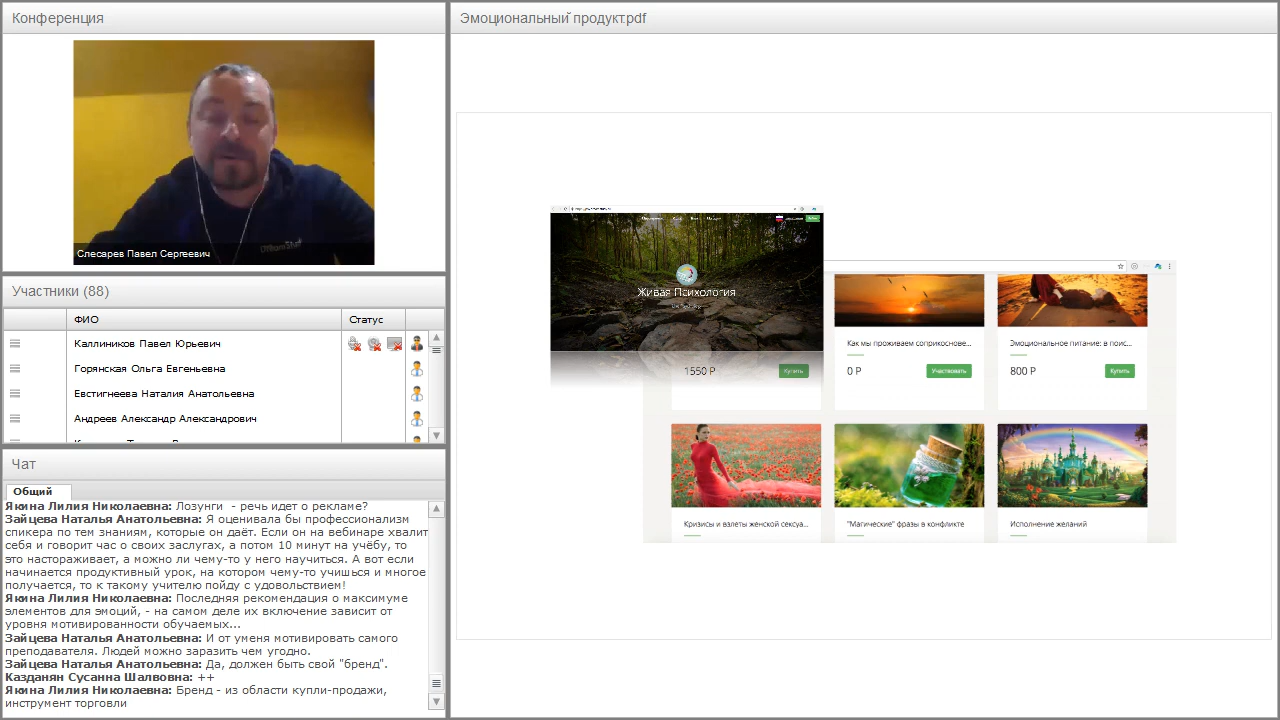 Конференция
Слесарев Павел Сергеевич
Участники (88)
ФИО
Статус
Каллиников Павел Юрьевич
Горянская Ольга Евгеньевна
Евстигнеева Наталия Анатольевна
Андреев Александр Александрович
Чат
Общий
Якина Лилия Николаевна: Лозунги - речь идет о рекламе?
Зайцева Наталья Анатольевна: Я оценивала бы профессионализм
спикера по тем знаниям, которые он даёт. Если он на вебинаре хвалит
себя и говорит час о своих заслугах, а потом 10 минут на учёбу, то
это настораживает, а можно ли чему-то у него научиться. А вот если
начинается продуктивный урок, на котором чему-то учишься и многое
получается, то к такому учителю пойду с удовольствием!
Якина Лилия Николаевна: Последняя рекомендация о максимуме
элементов для эмоций, - на самом деле их включение зависит от
уровня мотивированности обучаемых...
Зайцева Наталья Анатольевна: И от уменя мотивировать самого
преподавателя. Людей можно заразить чем угодно.
Зайцева Наталья Анатольевна: Да, должен быть свой "бренд".
Казданян Сусанна Шалвовна: ++
Якина Лилия Николаевна: Бренд - из области купли-продажи,
инструмент торговли
Эмоциональный продукт.pdf
Живая Психология
1550 Р
Купить
Как мы проживаем соприкоснове...
0 Р
Участвовать
Эмоциональное питание: в поис...
800 Р
Купить
Кризисы и взлеты женской сексуа...
"Магические" фразы в конфликте
Исполнение желаний